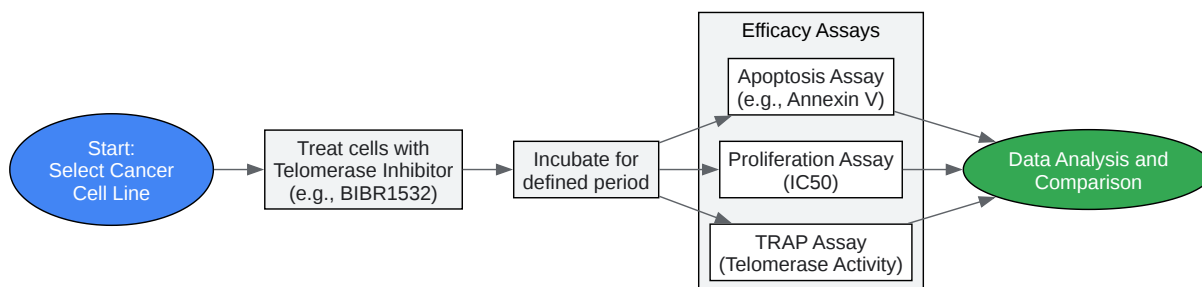 Start:
Select Cancer
Cell Line
Treat cells with
Telomerase Inhibitor
(e.g., BIBR1532)
Incubate for
defined period
Efficacy Assays
Apoptosis Assay
(e.g., Annexin V)
Proliferation Assay
(IC50)
TRAP Assay
(Telomerase Activity)
Data Analysis and
Comparison